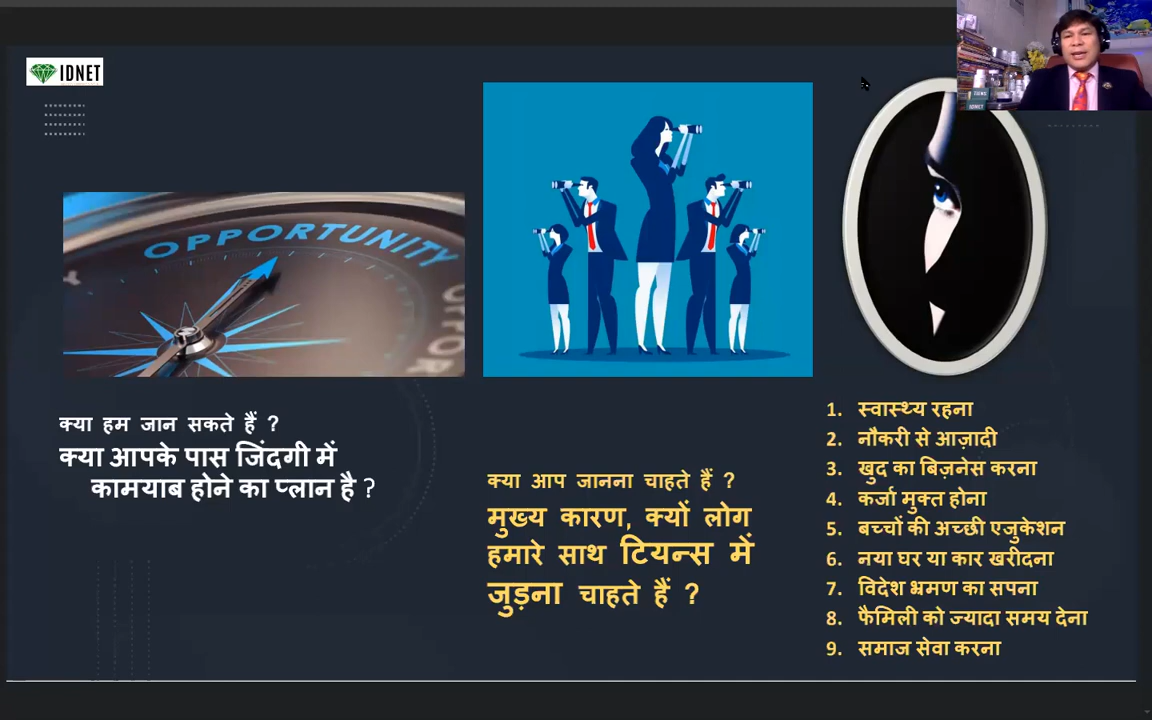 IDNET
OPPORTUNITY
क्या हम जान सकते हैं ?
क्या आपके पास जिंदगी में
कामयाब होने का प्लान है ?
क्या आप जानना चाहते हैं ?
मुख्य कारण, क्यों लोग
हमारे साथ टियन्स में
जुड़ना चाहते हैं ?
1. स्वास्थ्य रहना
2. नौकरी से आज़ादी
3. खुद का बिज़नेस करना
4. कर्जा मुक्त होना
5. बच्चों की अच्छी एजुकेशन
6. नया घर या कार खरीदना
7. विदेश भ्रमण का सपना
8. फैमिली को ज्यादा समय देना
9. समाज सेवा करना